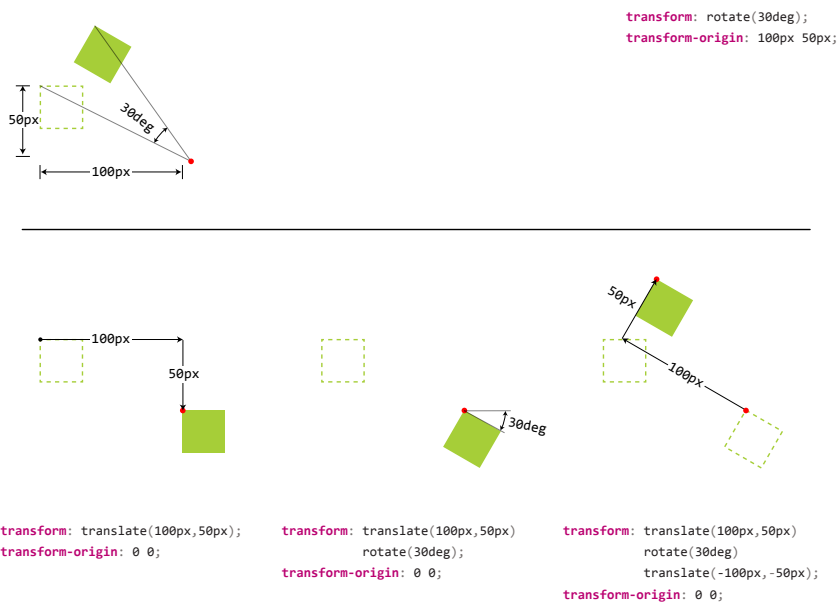 transform: rotate(30deg);
transform-origin: 100px 50px;
30deg
50px
100px
50px
100px
100px
50px
30deg
50px
100px
transform: translate(100px,50px);
transform-origin: 0 0;
transform: translate(100px,50px)
rotate(30deg);
transform-origin: 0 0;
transform: translate(100px,50px)
rotate(30deg)
translate(-100px,-50px);
transform-origin: 0 0;